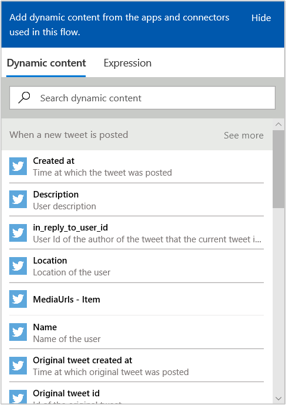 Add dynamic content from the apps and connectors
used in this flow.
Hide
Dynamic content
Expression
Search dynamic content
When a new tweet is posted
See more
Created at
Time at which the tweet was posted
Description
User description
in_reply_to_user_id
User Id of the author of the tweet that the current tweet i...
Location
Location of the user
MediaUrls - Item
Name
Name of the user
Original tweet created at
Time at which original tweet was posted
Original tweet id